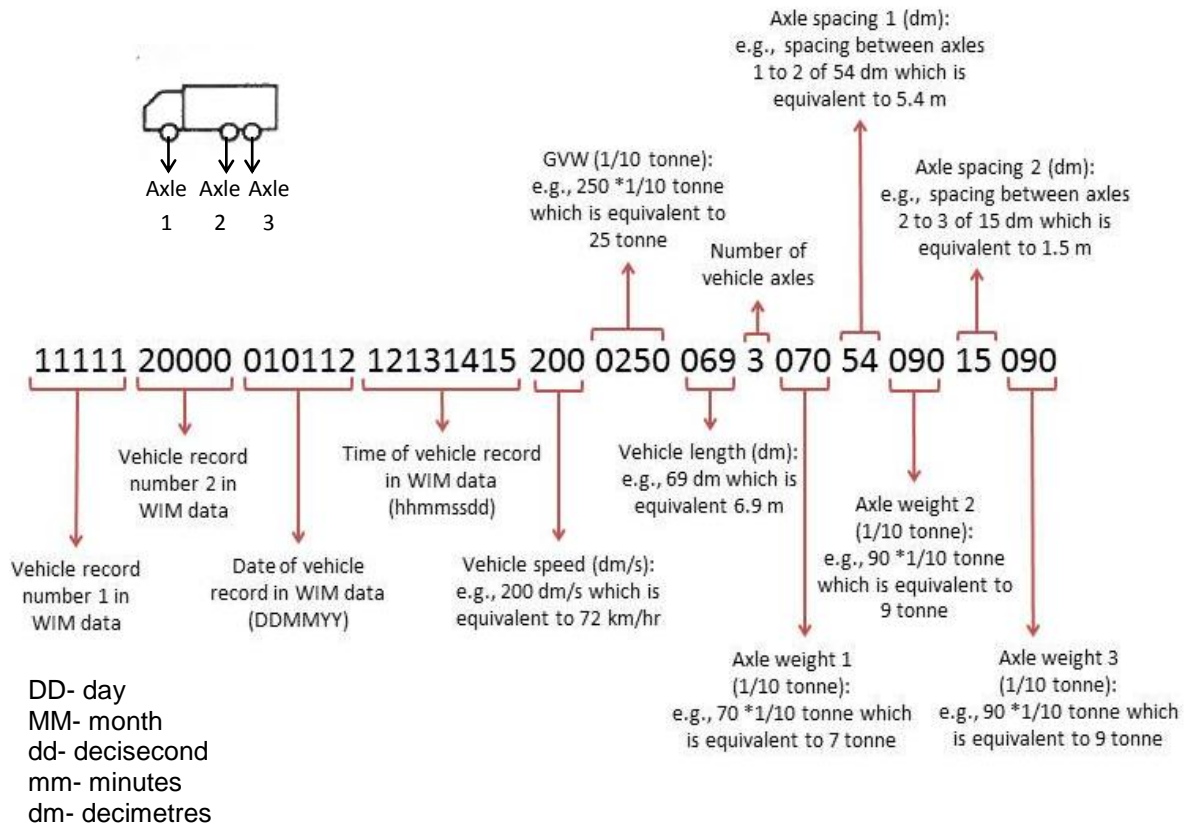 Axle spacing 1 (dm):
e.g., spacing between axles
1 to 2 of 54 dm which is
equivalent to 5.4 m
GVW (1/10 tonne):
e.g., 250 *1/10 tonne
which is equivalent to
25 tonne
Axle spacing 2 (dm):
e.g., spacing between axles
2 to 3 of 15 dm which is
equivalent to 1.5 m
Axle Axle Axle
1 2 3
Number of
vehicle axles
11111 20000 010112 12131415 200 0250 069 3 070 54 090 15 090
Vehicle record
number 1 in
WIM data
Vehicle record
number 2 in
WIM data
Date of vehicle
record in WIM data
(DDMMYY)
Time of vehicle record
in WIM data
(hhmmssdd)
Vehicle speed (dm/s):
e.g., 200 dm/s which is
equivalent to 72 km/hr
Vehicle length (dm):
e.g., 69 dm which is
equivalent 6.9 m
Axle weight 1
(1/10 tonne):
e.g., 70 *1/10 tonne which
is equivalent to 7 tonne
Axle weight 2
(1/10 tonne):
e.g., 90 *1/10 tonne
which is equivalent to
9 tonne
Axle weight 3
(1/10 tonne):
e.g., 90 *1/10 tonne which
is equivalent to 9 tonne
DD- day
MM- month
dd- decisecond
mm- minutes
dm- decimetres